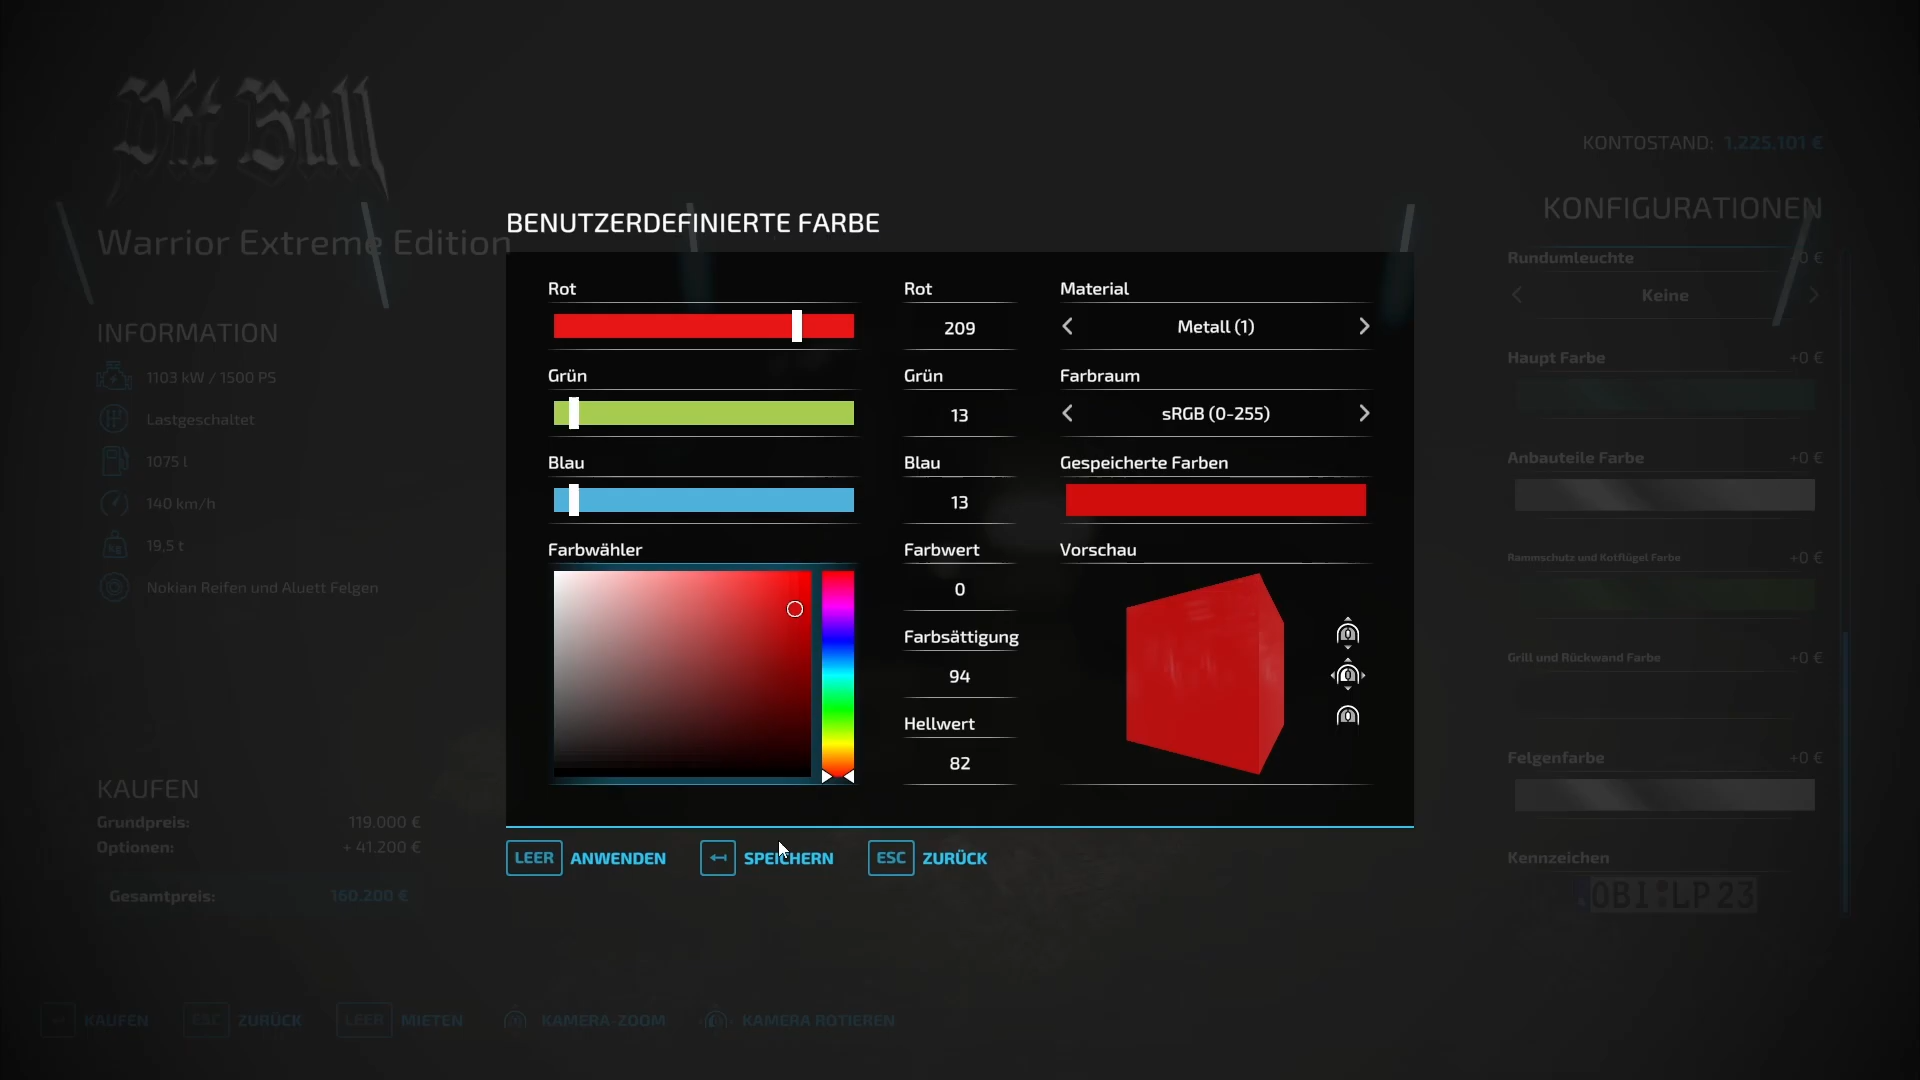 Pit Bull
Warrior Extreme Edition
INFORMATION
1103 kW / 1500 PS
Lastgeschaltet
1075 l
140 km/h
19,5 t
Nokian Reifen und Aluett Felgen
KAUFEN
Grundpreis: 119.000 €
Optionen: + 41.200 €
Gesamtpreis: 160.200 €
BENUTZERDEFINIERTE FARBE
Rot
Grün
Blau
Farbwähler
Rot
209
Grün
13
Blau
13
Farbwert
0
Farbsättigung
94
Hellwert
82
Material
Metall (1)
Farbraum
sRGB (0-255)
Gespeicherte Farben
Vorschau
LEER ANWENDEN SPEICHERN ESC ZURÜCK
KONTOSTAND: 1.225.101 €
KONFIGURATIONEN
Rundumleuchte +0 €
Keine
Haupt Farbe +0 €
Anbauteile Farbe +0 €
Rammschutz und Kotflügel Farbe +0 €
Grill und Rückwand Farbe +0 €
Felgenfarbe +0 €
Kennzeichen
OBI:LP 23
KAUFEN ESC ZURÜCK LEER MIETEN KAMERA-ZOOM KAMERA ROTIEREN